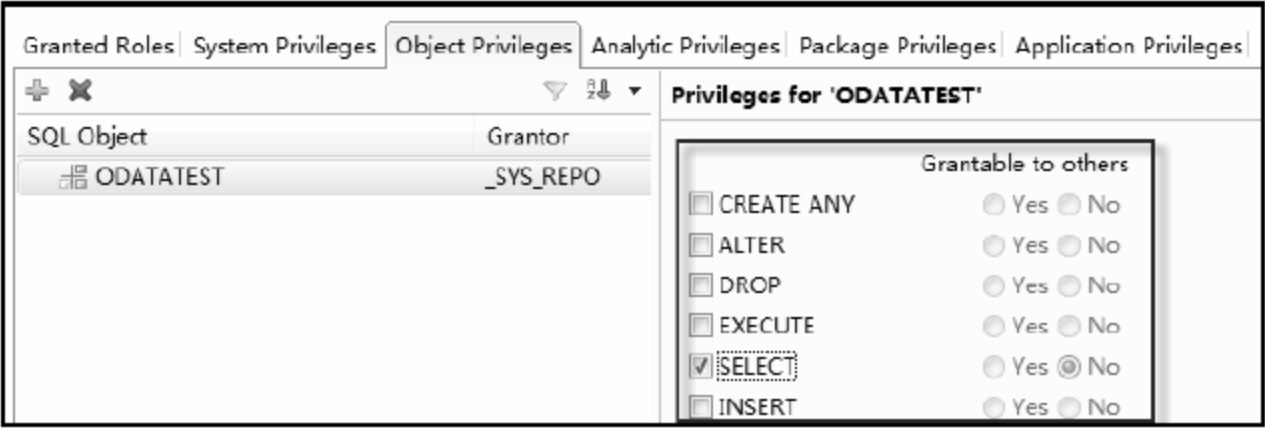 Granted Roles System Privileges Object Privileges Analytic Privileges Package Privileges Application Privileges
Privileges for 'ODATATEST'
SQL Object Grantor
ODATATEST _SYS_REPO
Grantable to others
CREATE ANY Yes No
ALTER Yes No
DROP Yes No
EXECUTE Yes No
SELECT Yes No
INSERT Yes No